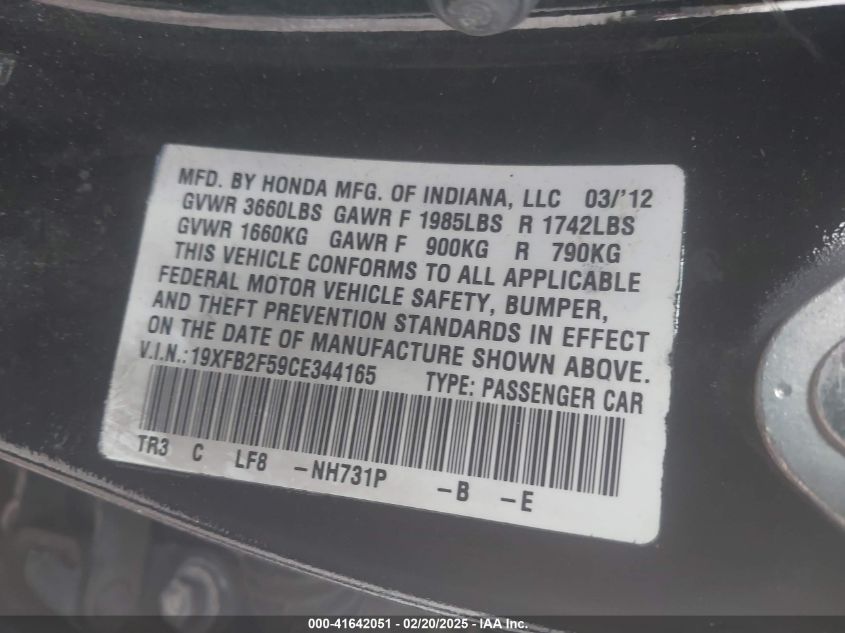 MFD. BY HONDA MFG. OF INDIANA, LLC 03/'12
GVWR 3660LBS GAWR F 1985LBS R 1742LBS
GVWR 1660KG GAWR F 900KG R 790KG
THIS VEHICLE CONFORMS TO ALL APPLICABLE
FEDERAL MOTOR VEHICLE SAFETY, BUMPER,
AND THEFT PREVENTION STANDARDS IN EFFECT
ON THE DATE OF MANUFACTURE SHOWN ABOVE.
V.I.N.:19XFB2F59CE344165 TYPE: PASSENGER CAR
TR3 C LF8 -NH731P -B -E
000-41642051 - 02/20/2025 - IAA Inc.